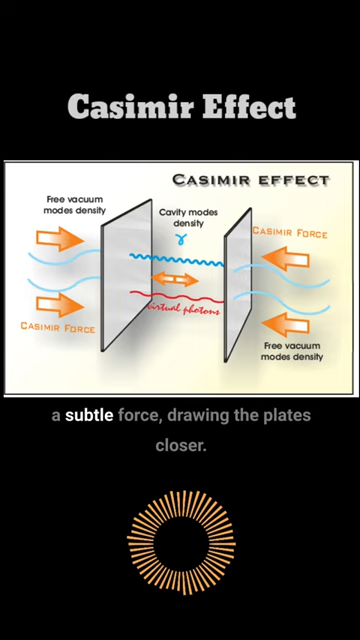 Casimir Effect
CASIMIR EFFECT
Free vacuum
modes density
Cavity modes
density
CASIMIR FORCE
virtual photons
CASIMIR FORCE
Free vacuum
modes density
a subtle force, drawing the plates
closer.